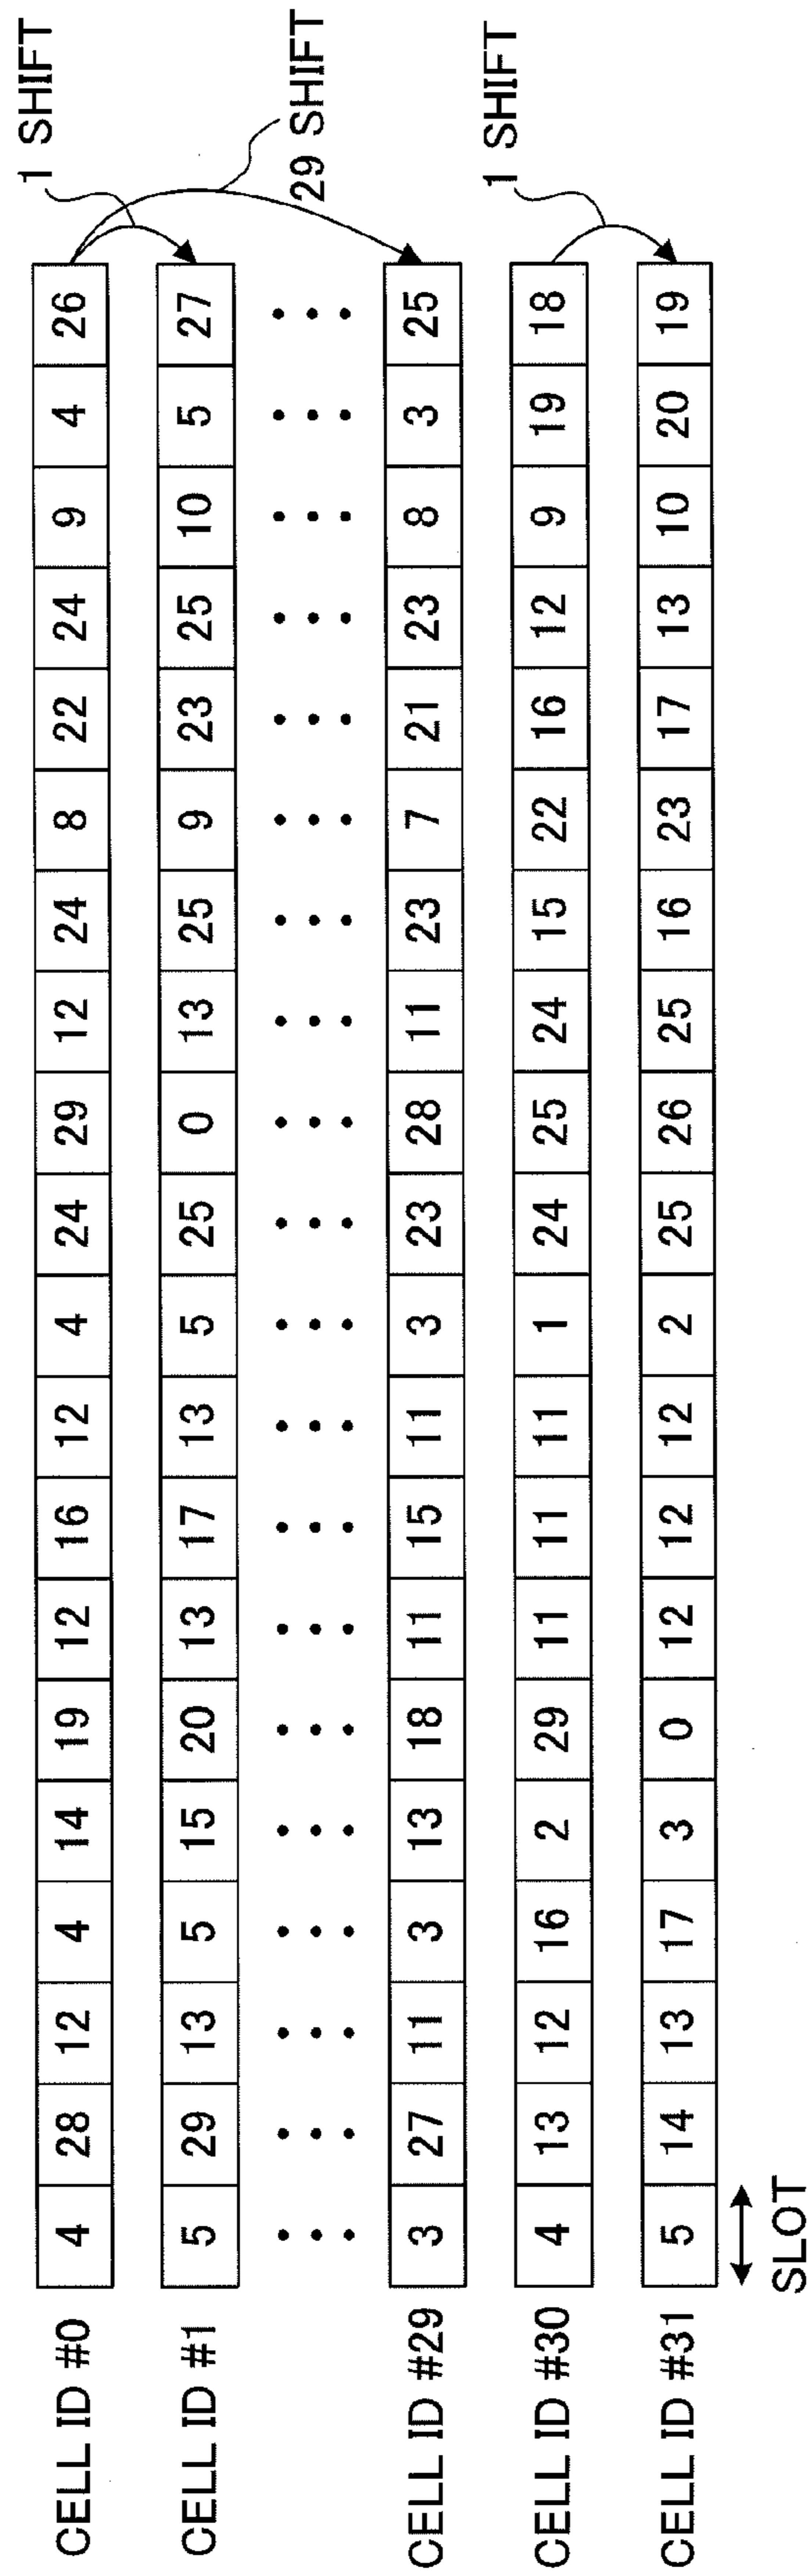 CELL ID #0 4 28 12 4 14 19 12 16 12 4 24 29 12 24 8 22 24 9 4 26
1 SHIFT
CELL ID #1 5 29 13 5 15 20 13 17 13 5 25 0 13 25 9 23 25 10 5 27
29 SHIFT
CELL ID #29 3 27 11 3 13 18 11 15 11 3 23 28 11 23 7 21 23 8 3 25
CELL ID #30 4 13 12 16 2 29 11 11 11 1 24 25 24 15 22 16 12 9 19 18
1 SHIFT
CELL ID #31 5 14 13 17 3 0 12 12 12 2 25 26 25 16 23 17 13 10 20 19
SLOT